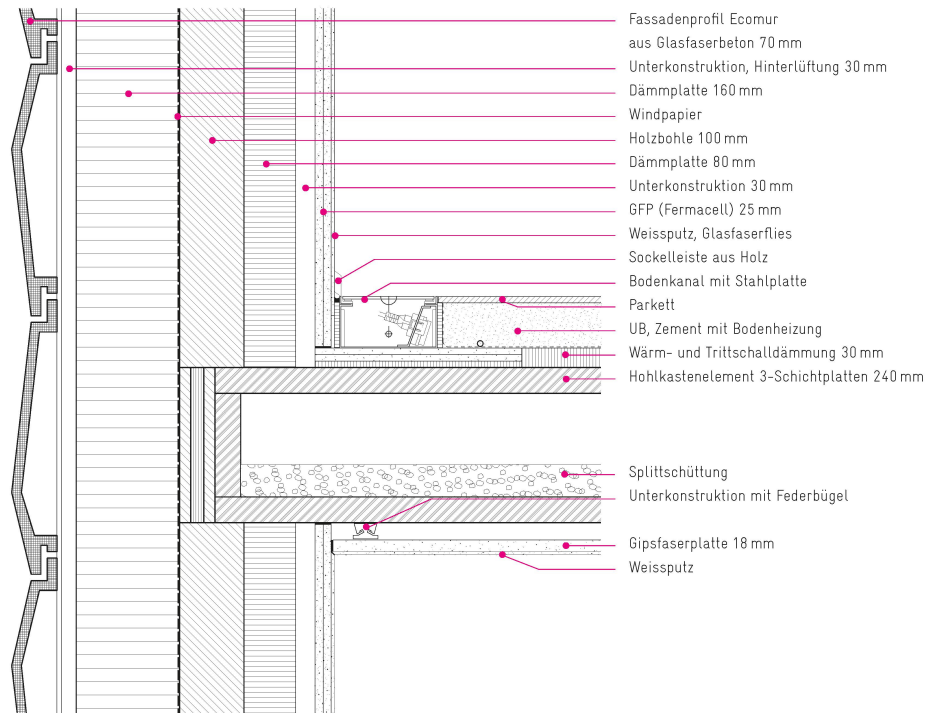 Fassadenprofil Ecomur
aus Glasfaserbeton 70 mm
Unterkonstruktion, Hinterlüftung 30 mm
Dämmplatte 160 mm
Windpapier
Holzbohle 100 mm
Dämmplatte 80 mm
Unterkonstruktion 30 mm
GFP (Fermacell) 25 mm
Weissputz, Glasfaserflies
Sockelleiste aus Holz
Bodenkanal mit Stahlplatte
Parkett
UB, Zement mit Bodenheizung
Wärm- und Trittschalldämmung 30 mm
Hohlkastenelement 3-Schichtplatten 240 mm
Splittschüttung
Unterkonstruktion mit Federbügel
Gipsfaserplatte 18 mm
Weissputz